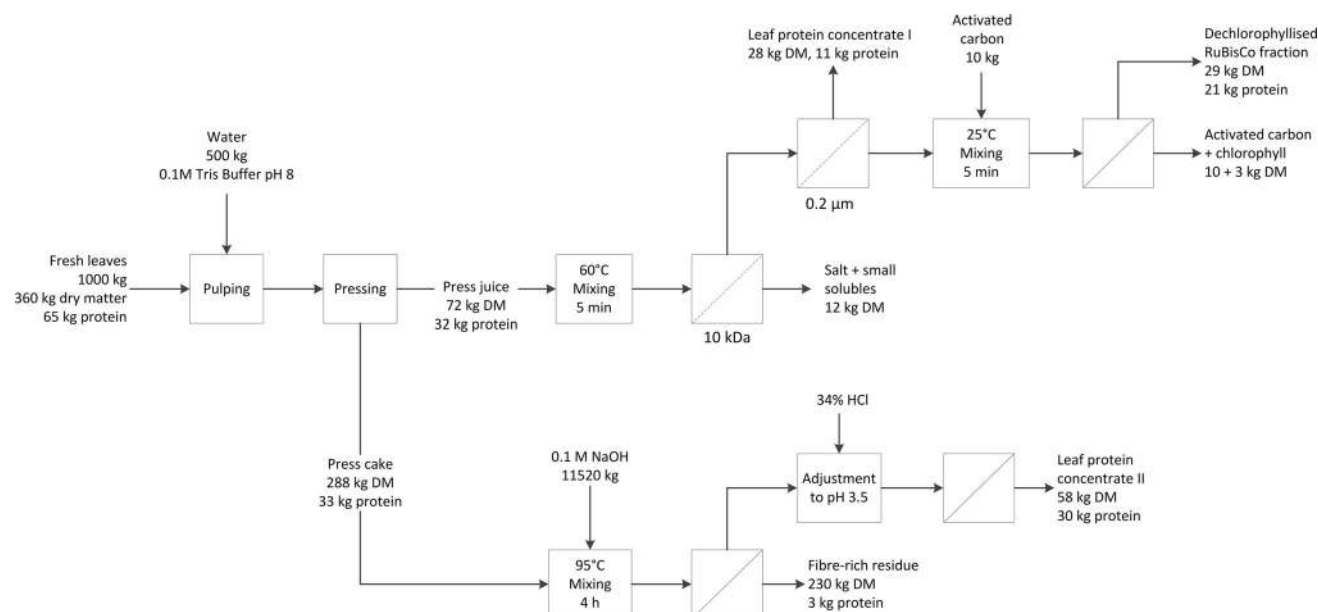 Leaf protein concentrate I
28 kg DM, 11 kg protein
Activated
carbon
10 kg
Dechlorophyllised
RuBisCo fraction
29 kg DM
21 kg protein
Water
500 kg
0.1M Tris Buffer pH 8
25°C
Mixing
5 min
Activated carbon
+ chlorophyll
10 + 3 kg DM
0.2 µm
Fresh leaves
1000 kg
360 kg dry matter
65 kg protein
Pulping
Pressing
Press juice
72 kg DM
32 kg protein
60°C
Mixing
5 min
10 kDa
Salt + small
solubles
12 kg DM
34% HCl
Press cake
288 kg DM
33 kg protein
0.1 M NaOH
11520 kg
Adjustment
to pH 3.5
Leaf protein
concentrate II
58 kg DM
30 kg protein
95°C
Mixing
4 h
Fibre-rich residue
230 kg DM
3 kg protein